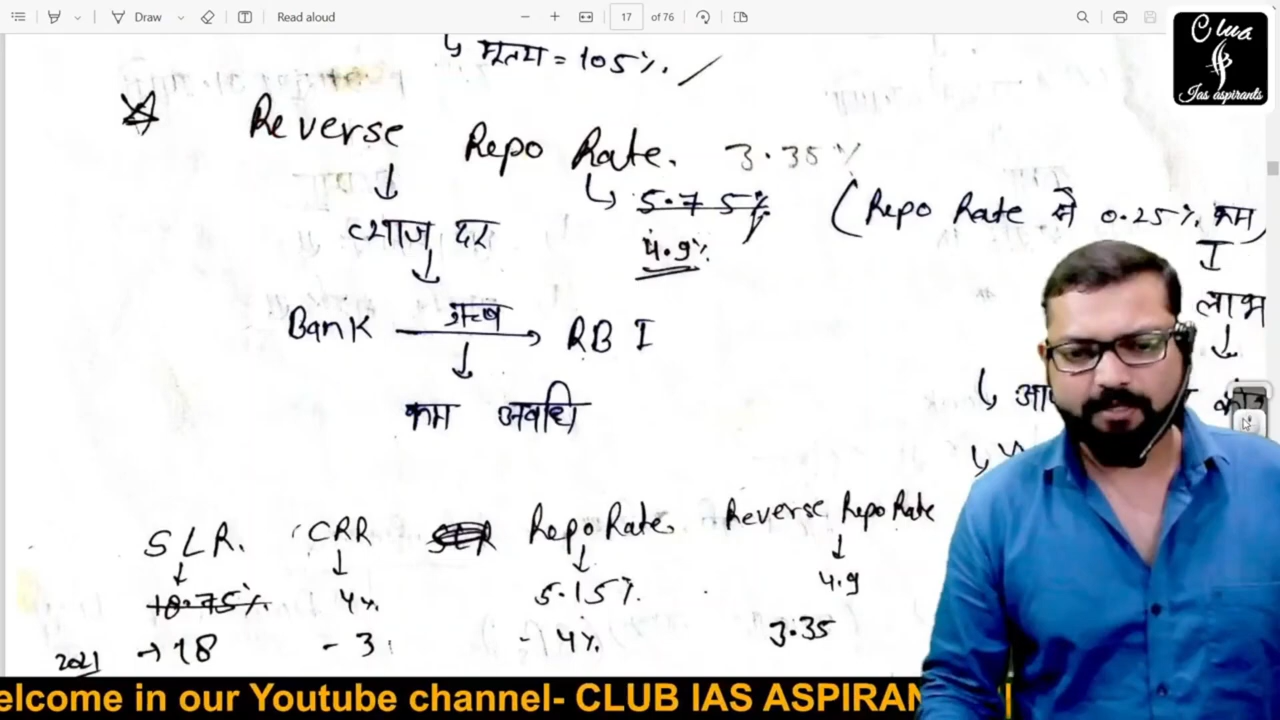 Draw
Read aloud
17 of 76
Clua
Ias aspirants
↳ मूल्य = 105%.
Reverse Repo Rate. 3.35%
↳ 5.75%
(Repo Rate से 0.25% कम)
ब्याज दर
4.9%
लाभ
Bank → RBI
कम अवधि
SLR. CRR Repo Rate. Reverse Repo Rate
18.75% 4%. 5.15%. 4.9
2021 → 18 - 3 - 4%. 3.35
elcome in our Youtube channel- CLUB IAS ASPIRAN